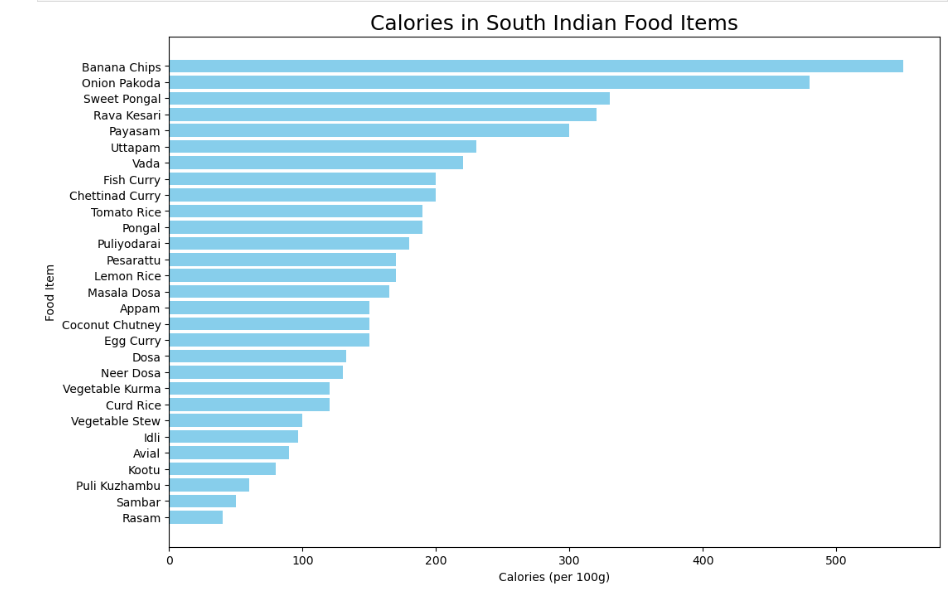 Calories in South Indian Food Items
Banana Chips
Onion Pakoda
Sweet Pongal
Rava Kesari
Payasam
Uttapam
Vada
Fish Curry
Chettinad Curry
Tomato Rice
Pongal
Puliyodarai
Pesarattu
Lemon Rice
Masala Dosa
Appam
Coconut Chutney
Egg Curry
Dosa
Neer Dosa
Vegetable Kurma
Curd Rice
Vegetable Stew
Idli
Avial
Kootu
Puli Kuzhambu
Sambar
Rasam
Food Item
0 100 200 300 400 500
Calories (per 100g)